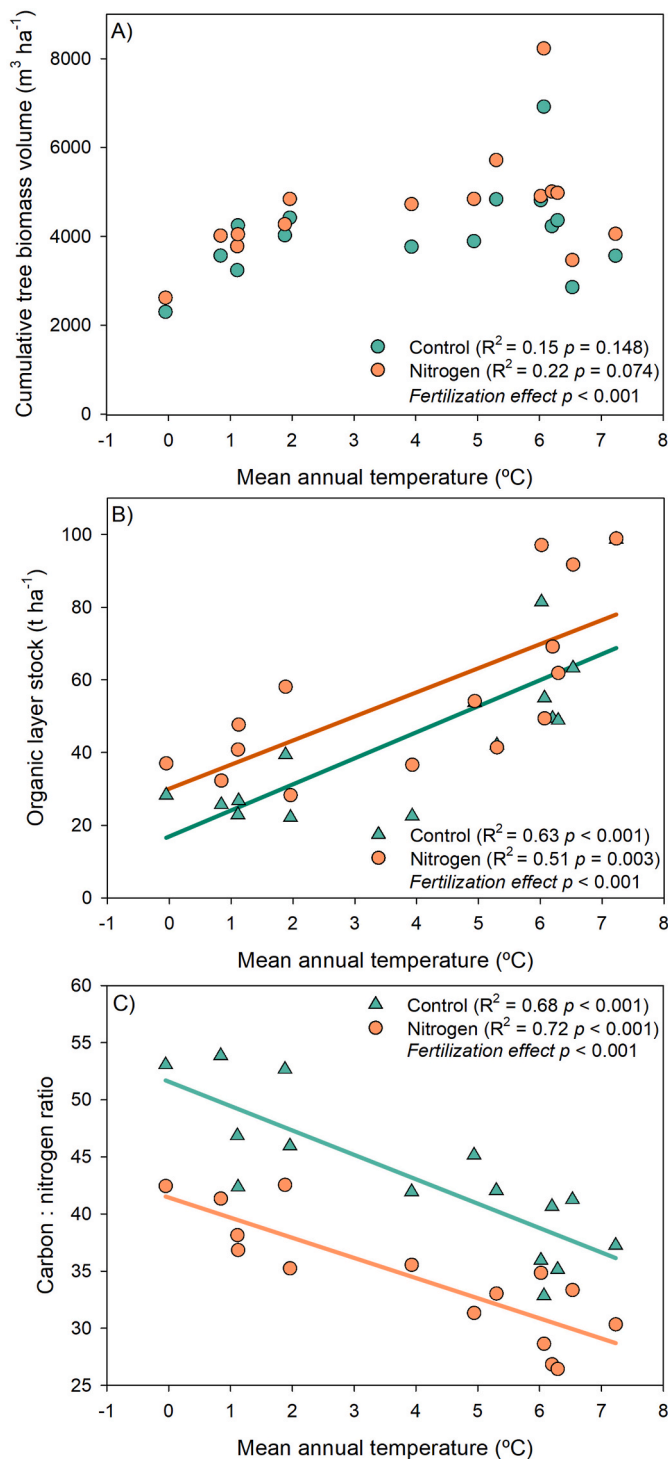 A)
Cumulative tree biomass volume (m³ ha⁻¹)
8000
6000
4000
2000
0
Control (R² = 0.15 p = 0.148)
Nitrogen (R² = 0.22 p = 0.074)
Fertilization effect p < 0.001
-1 0 1 2 3 4 5 6 7 8
Mean annual temperature (ºC)
B)
Organic layer stock (t ha⁻¹)
100
80
60
40
20
0
Control (R² = 0.63 p < 0.001)
Nitrogen (R² = 0.51 p = 0.003)
Fertilization effect p < 0.001
-1 0 1 2 3 4 5 6 7 8
Mean annual temperature (ºC)
C)
Carbon : nitrogen ratio
60
55
50
45
40
35
30
25
Control (R² = 0.68 p < 0.001)
Nitrogen (R² = 0.72 p < 0.001)
Fertilization effect p < 0.001
-1 0 1 2 3 4 5 6 7 8
Mean annual temperature (ºC)